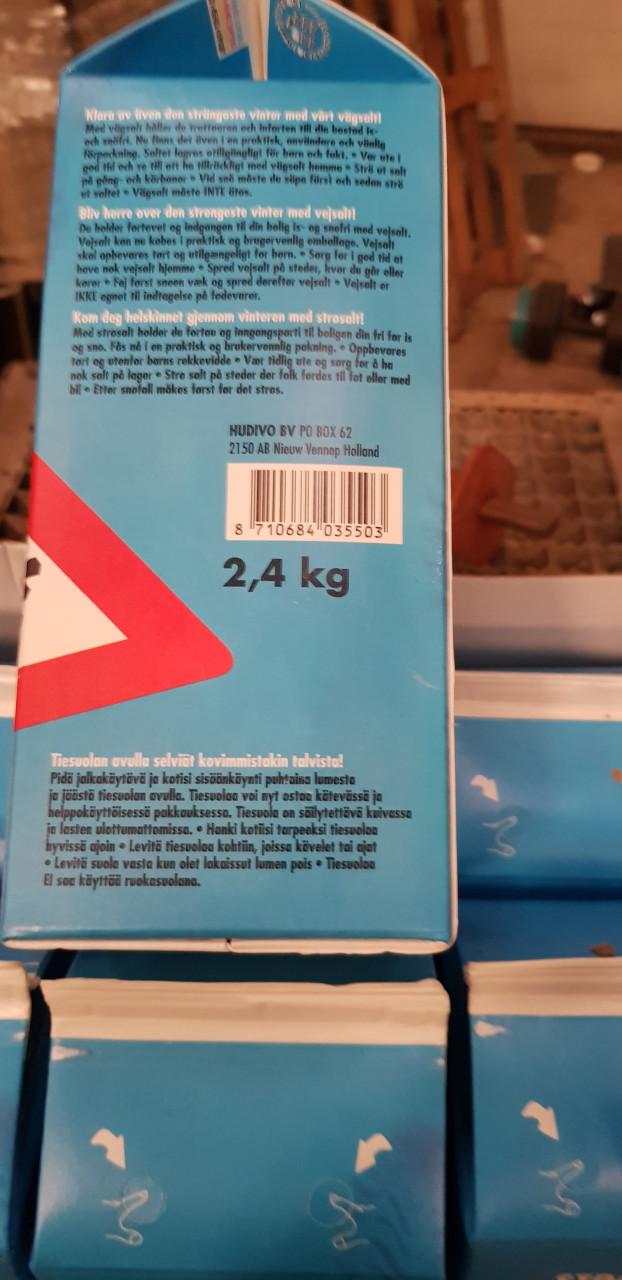 Klara av även den strängaste vinter med vårt vägsalt!
Med vägsalt håller du trottoaren och infarten till din bostad is-
och snöfri. Nu finns det även i en praktisk, användare och vänlig
förpackning. Saltet lagras otillgängligt för barn och fukt. • Var ute i
god tid och se till att ha tillräckligt med vägsalt hemma • Strö ut salt
på gång- och körbanor • Vid snö måste du slipa först och sedan strö
ut saltet • Vägsalt måste INTE ätas.
Bliv herre over den strengeste vinter med vejsalt!
De holder fortovet og indgangen til din bolig is- og snefri med vejsalt.
Vejsalt kan nu købes i praktisk og brugervenlig emballage. Vejsalt
skal opbevares tørt og utilgængeligt for børn. • Sørg for i god tid at
have nok vejsalt hjemme • Spred vejsalt på steder, hvor du går eller
kører • Fej først sneen væk og spred derefter vejsalt • Vejsalt er
IKKE egnet til indtagelse på fødevarer.
Kom deg helskinnet gjennom vinteren med strøsalt!
Med strøsalt holder du fortau og inngangsparti til boligen din fri for is
og snø. Fås nå i en praktisk og brukervennlig pakning. • Oppbevares
tørt og utenfor barns rekkevidde • Vær tidlig ute og sørg for å ha
nok salt på lager • Strø salt på steder der folk ferdes til fot eller med
bil • Etter snøfall måkes først før det strøs.
HUDIVO BV PO BOX 62
2150 AB Nieuw Vennep Holland
8 710684 035503
2,4 kg
Tiesuolan avulla selviät kovimmistakin talvista!
Pidä jalkakäytävä ja kotisi sisäänkäynti puhtaina lumesta
ja jäästä tiesuolan avulla. Tiesuolaa voi nyt ostaa kätevässä ja
helppokäyttöisessä pakkauksessa. Tiesuola on säilytettävä kuivassa
ja lasten ulottumattomissa. • Hanki kotiisi tarpeeksi tiesuolaa
hyvissä ajoin • Levitä tiesuolaa kohtiin, joissa kävelet tai ajat
• Levitä suola vasta kun olet lakaissut lumen pois • Tiesuolaa
EI saa käyttää ruokasuolana.